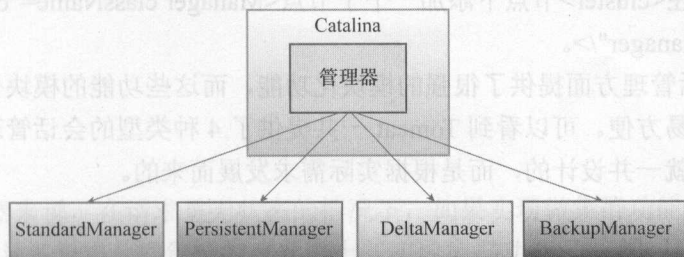 Catalina
管理器
StandardManager PersistentManager DeltaManager BackupManager